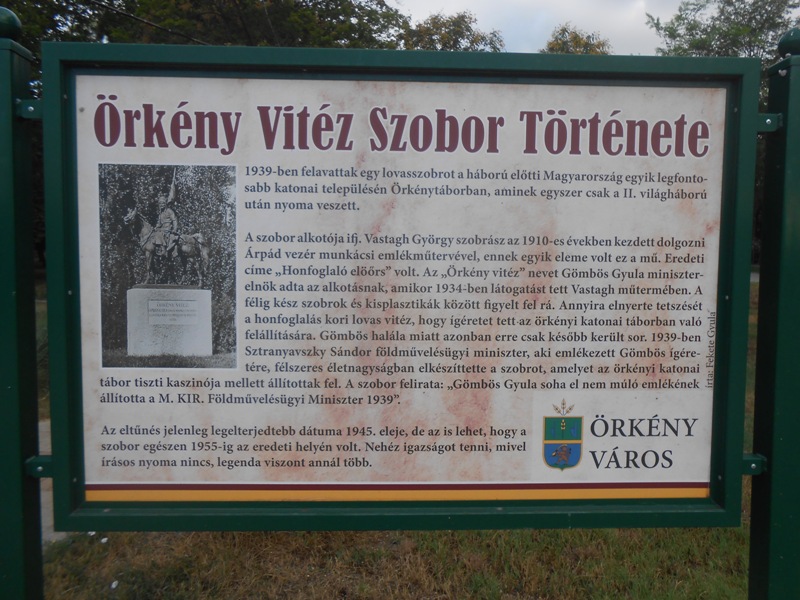 Örkény Vitéz Szobor Története
1939-ben felavattak egy lovasszobrot a háború előtti Magyarország egyik legfonto-
sabb katonai településén Örkénytáborban, aminek egyszer csak a II. világháború
után nyoma veszett.
A szobor alkotója ifj. Vastagh György szobrász az 1910-es években kezdett dolgozni
Árpád vezér munkácsi emlékművtervével, ennek egyik eleme volt ez a mű. Eredeti
címe „Honfoglaló előőrs” volt. Az „Örkény vitéz” nevet Gömbös Gyula miniszter-
elnök adta az alkotásnak, amikor 1934-ben látogatást tett Vastagh műtermében. A
félig kész szobrok és kisplasztikák között figyelt fel rá. Annyira elnyerte tetszését
a honfoglalás kori lovas vitéz, hogy ígéretet tett az örkényi katonai táborban való
felállítására. Gömbös halála miatt azonban erre csak később került sor. 1939-ben
Sztranyavszky Sándor földművelésügyi miniszter, aki emlékezett Gömbös ígére-
tére, félszeres életnagyságban elkészíttette a szobrot, amelyet az örkényi katonai
tábor tiszti kaszinója mellett állítottak fel. A szobor felirata: „Gömbös Gyula soha el nem múló emlékének
állította a M. KIR. Földművelésügyi Miniszter 1939”.
írta: Fekete Gyula
Az eltűnés jelenleg legelterjedtebb dátuma 1945. eleje, de az is lehet, hogy a
szobor egészen 1955-ig az eredeti helyén volt. Nehéz igazságot tenni, mivel
írásos nyoma nincs, legenda viszont annál több.
ÖRKÉNY
VÁROS